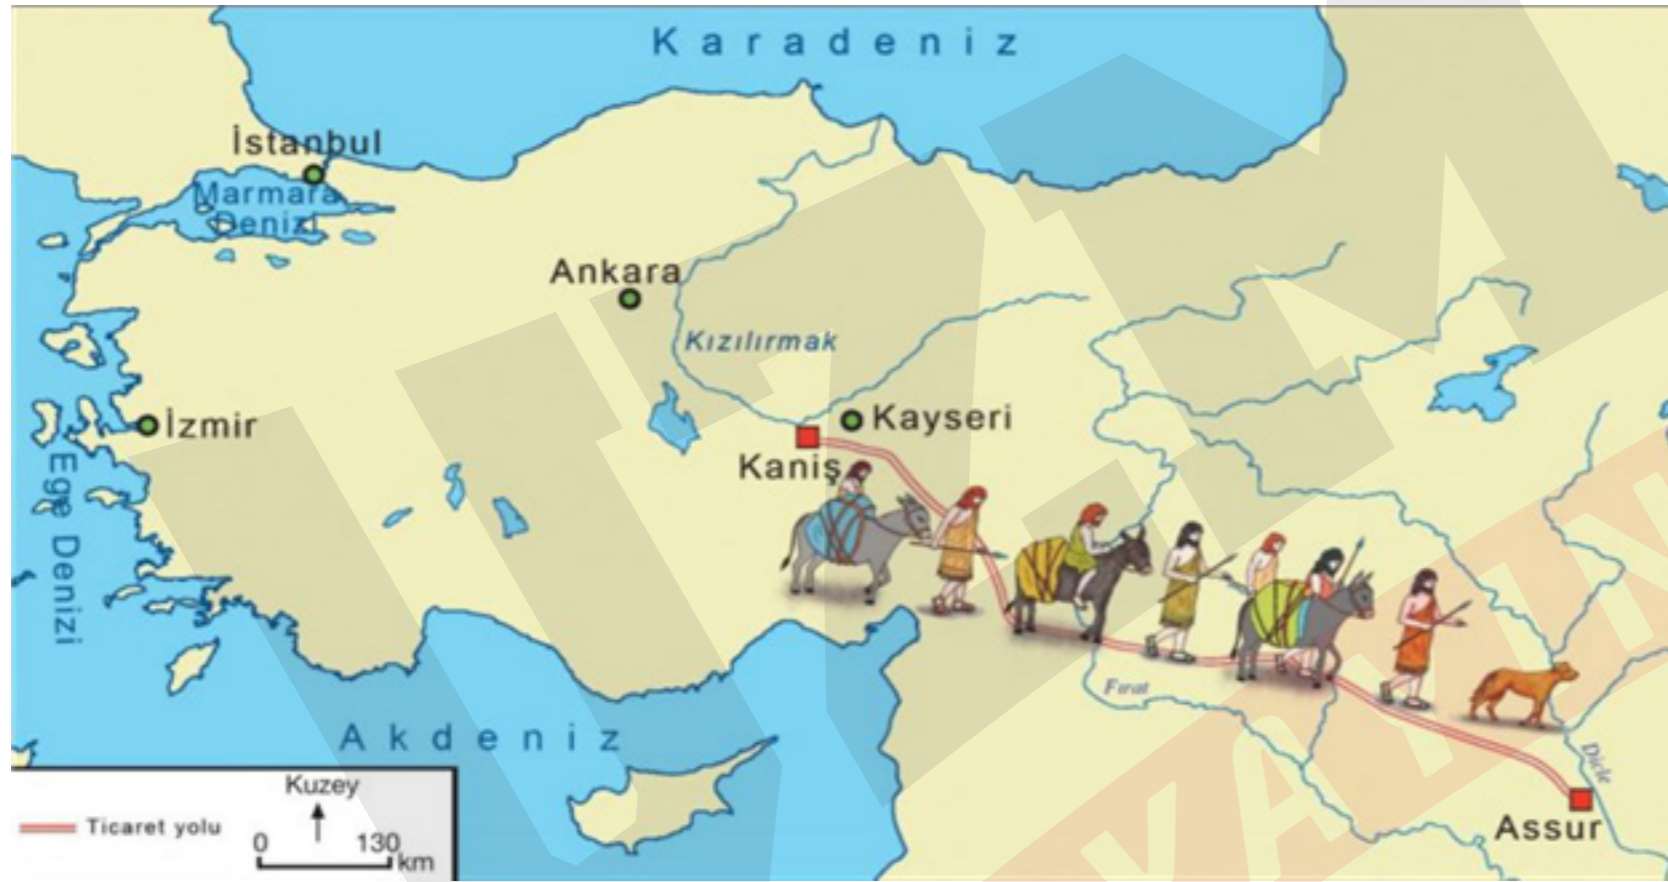 Karadeniz
İstanbul
Marmara
Denizi
Ankara
Kızılırmak
İzmir
Kayseri
Kaniş
Ege Denizi
Fırat
Akdeniz
Dicle
Assur
Kuzey
Ticaret yolu
0 130 km